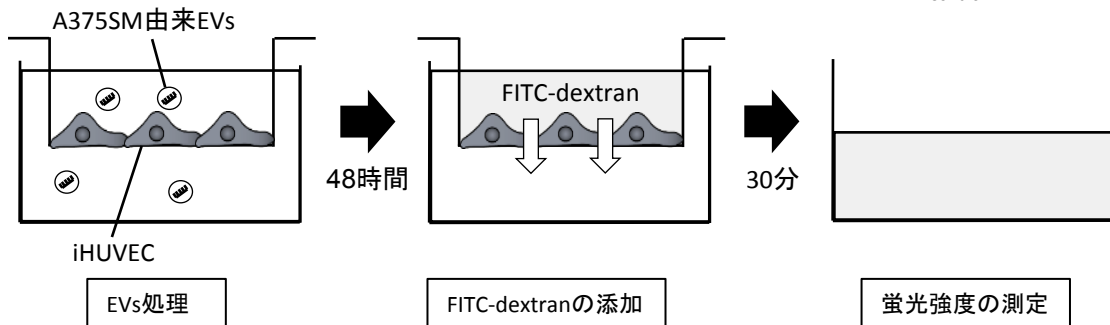 A375SM由来EVs
FITC-dextran
48時間
30分
iHUVEC
EVs処理
FITC-dextranの添加
蛍光強度の測定